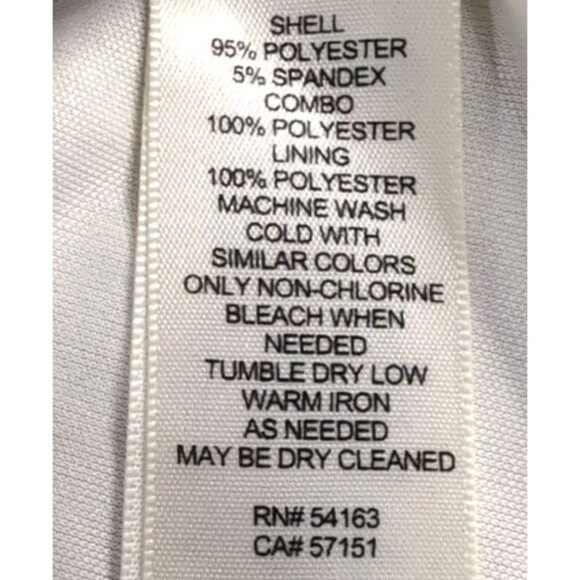 SHELL
95% POLYESTER
5% SPANDEX
COMBO
100% POLYESTER
LINING
100% POLYESTER
MACHINE WASH
COLD WITH
SIMILAR COLORS
ONLY NON-CHLORINE
BLEACH WHEN
NEEDED
TUMBLE DRY LOW
WARM IRON
AS NEEDED
MAY BE DRY CLEANED
RN# 54163
CA# 57151